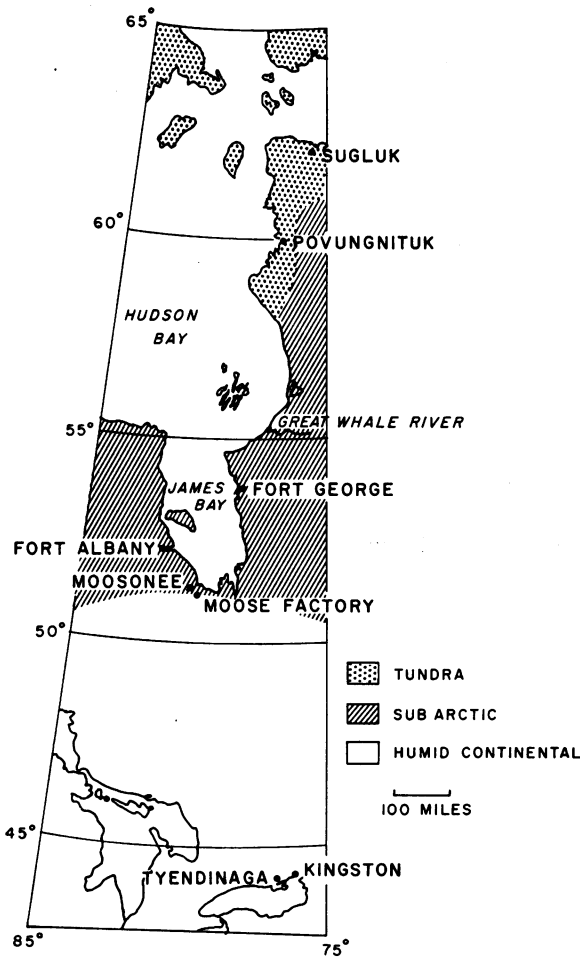 65°
SUGLUK
60°
POVUNGNITUK
HUDSON
BAY
GREAT WHALE RIVER
55°
JAMES
BAY
FORT GEORGE
FORT ALBANY
MOOSONEE
MOOSE FACTORY
50°
TUNDRA
SUB ARCTIC
HUMID CONTINENTAL
100 MILES
45°
TYENDINAGA
KINGSTON
85°
75°